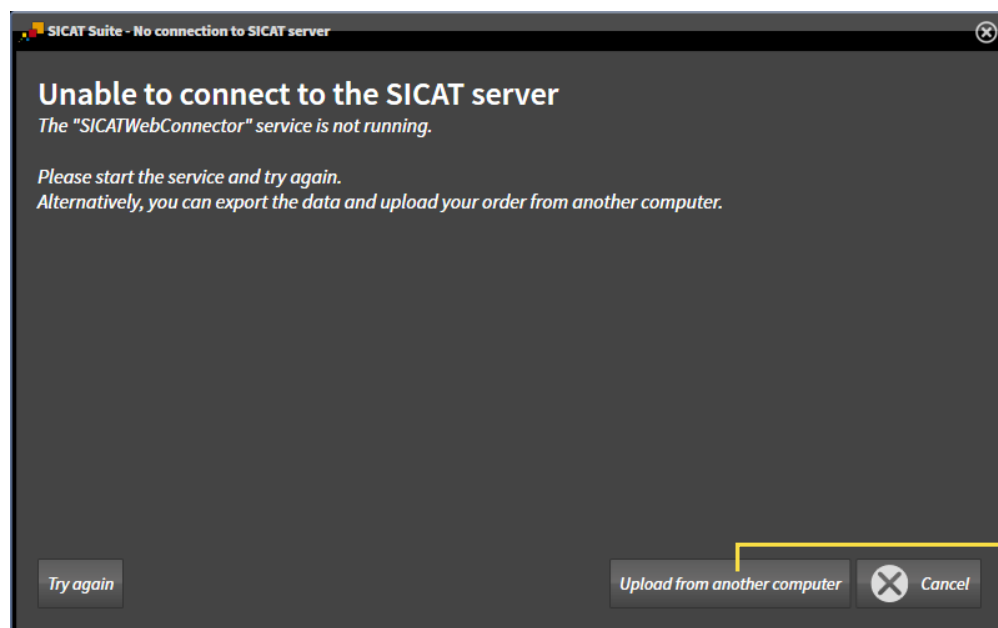 SICAT Suite - No connection to SICAT server
Unable to connect to the SICAT server
The "SICATWebConnector" service is not running.
Please start the service and try again.
Alternatively, you can export the data and upload your order from another computer.
Try again
Upload from another computer
Cancel